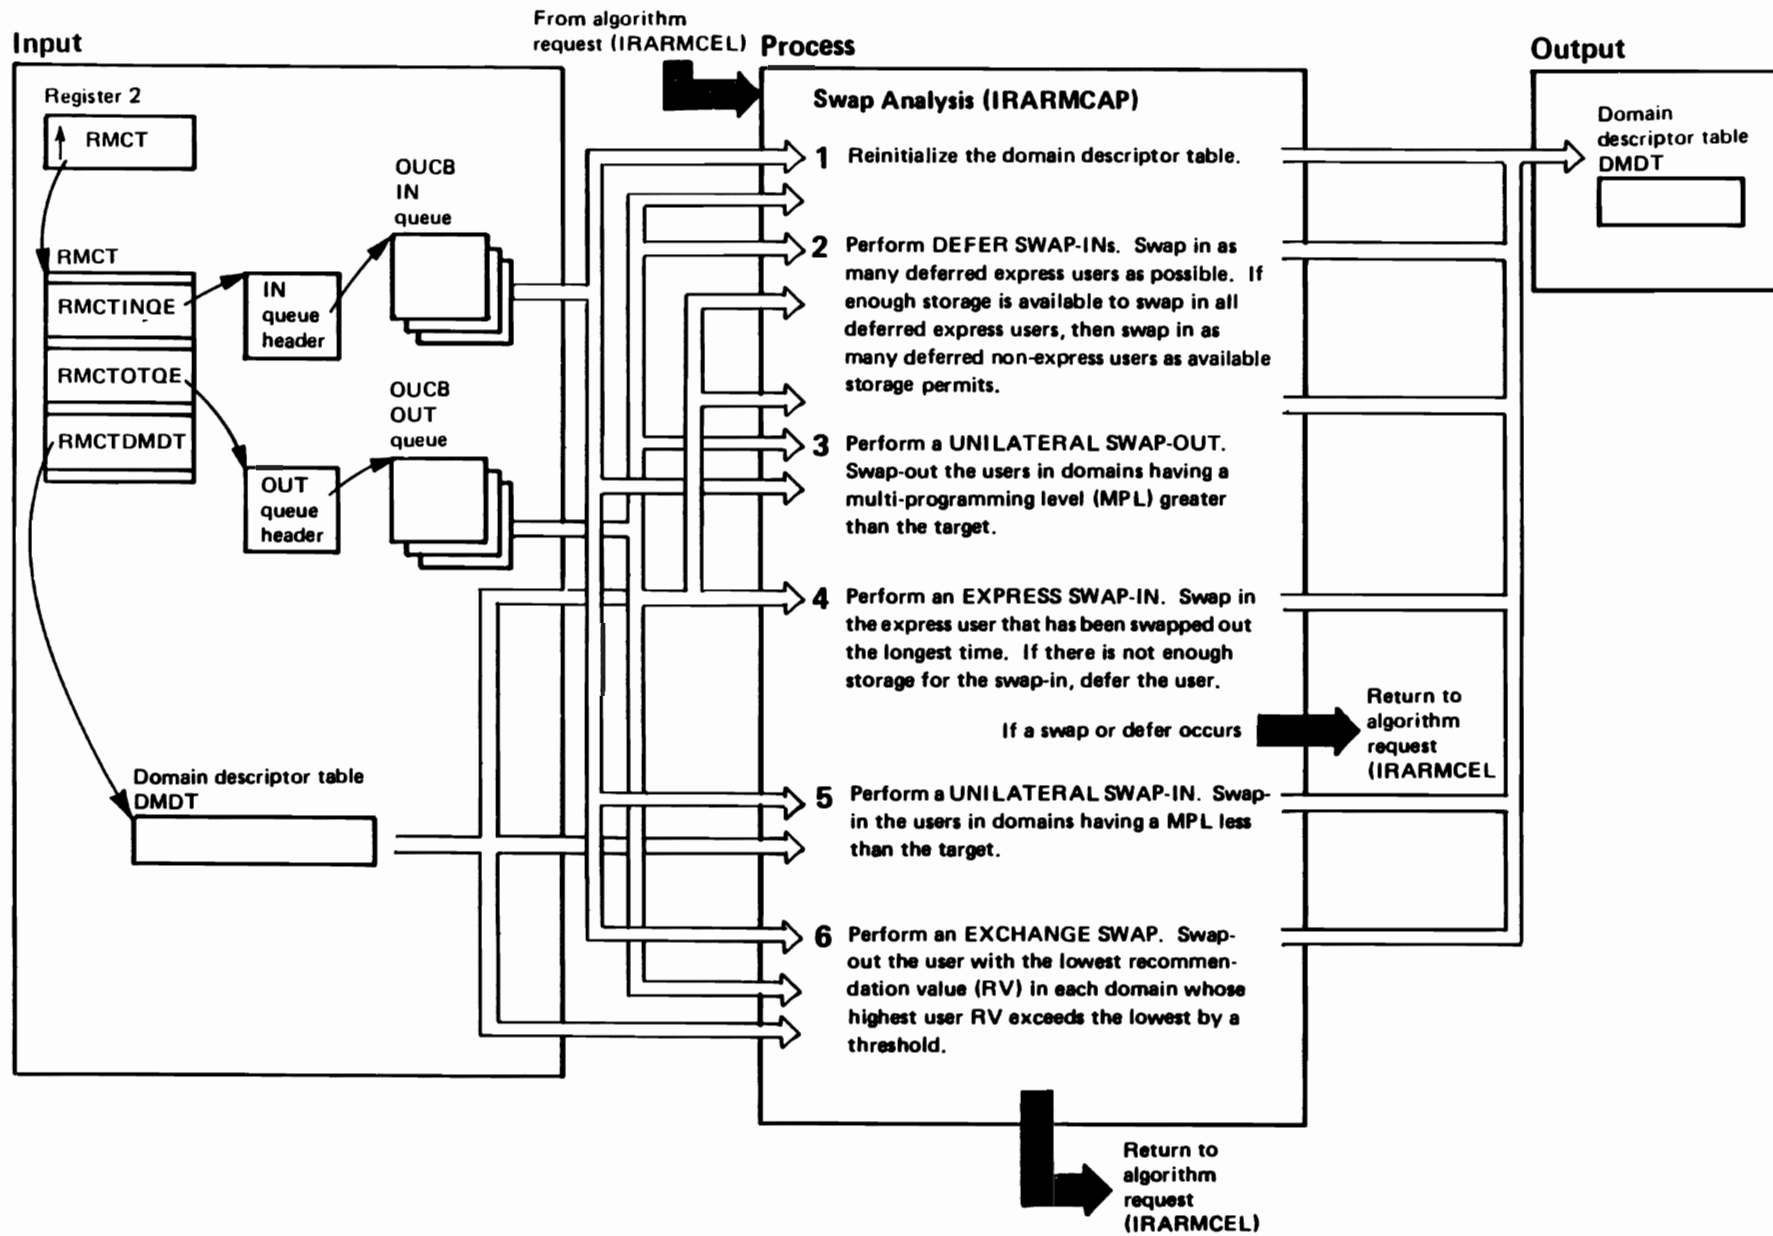 From algorithm
request (IRARMCEL)
Input
Process
Output
Register 2
RMCT
RMCT
RMCTINQE
RMCTOTQE
RMCTDMDT
IN
queue
header
OUCB
IN
queue
OUT
queue
header
OUCB
OUT
queue
Domain descriptor table
DMDT
Swap Analysis (IRARMCAP)
1 Reinitialize the domain descriptor table.
2 Perform DEFER SWAP-INs. Swap in as
many deferred express users as possible. If
enough storage is available to swap in all
deferred express users, then swap in as
many deferred non-express users as available
storage permits.
3 Perform a UNILATERAL SWAP-OUT.
Swap-out the users in domains having a
multi-programming level (MPL) greater
than the target.
4 Perform an EXPRESS SWAP-IN. Swap in
the express user that has been swapped out
the longest time. If there is not enough
storage for the swap-in, defer the user.
If a swap or defer occurs
Return to
algorithm
request
(IRARMCEL
5 Perform a UNILATERAL SWAP-IN. Swap-
in the users in domains having a MPL less
than the target.
6 Perform an EXCHANGE SWAP. Swap-
out the user with the lowest recommen-
dation value (RV) in each domain whose
highest user RV exceeds the lowest by a
threshold.
Return to
algorithm
request
(IRARMCEL)
Domain
descriptor table
DMDT